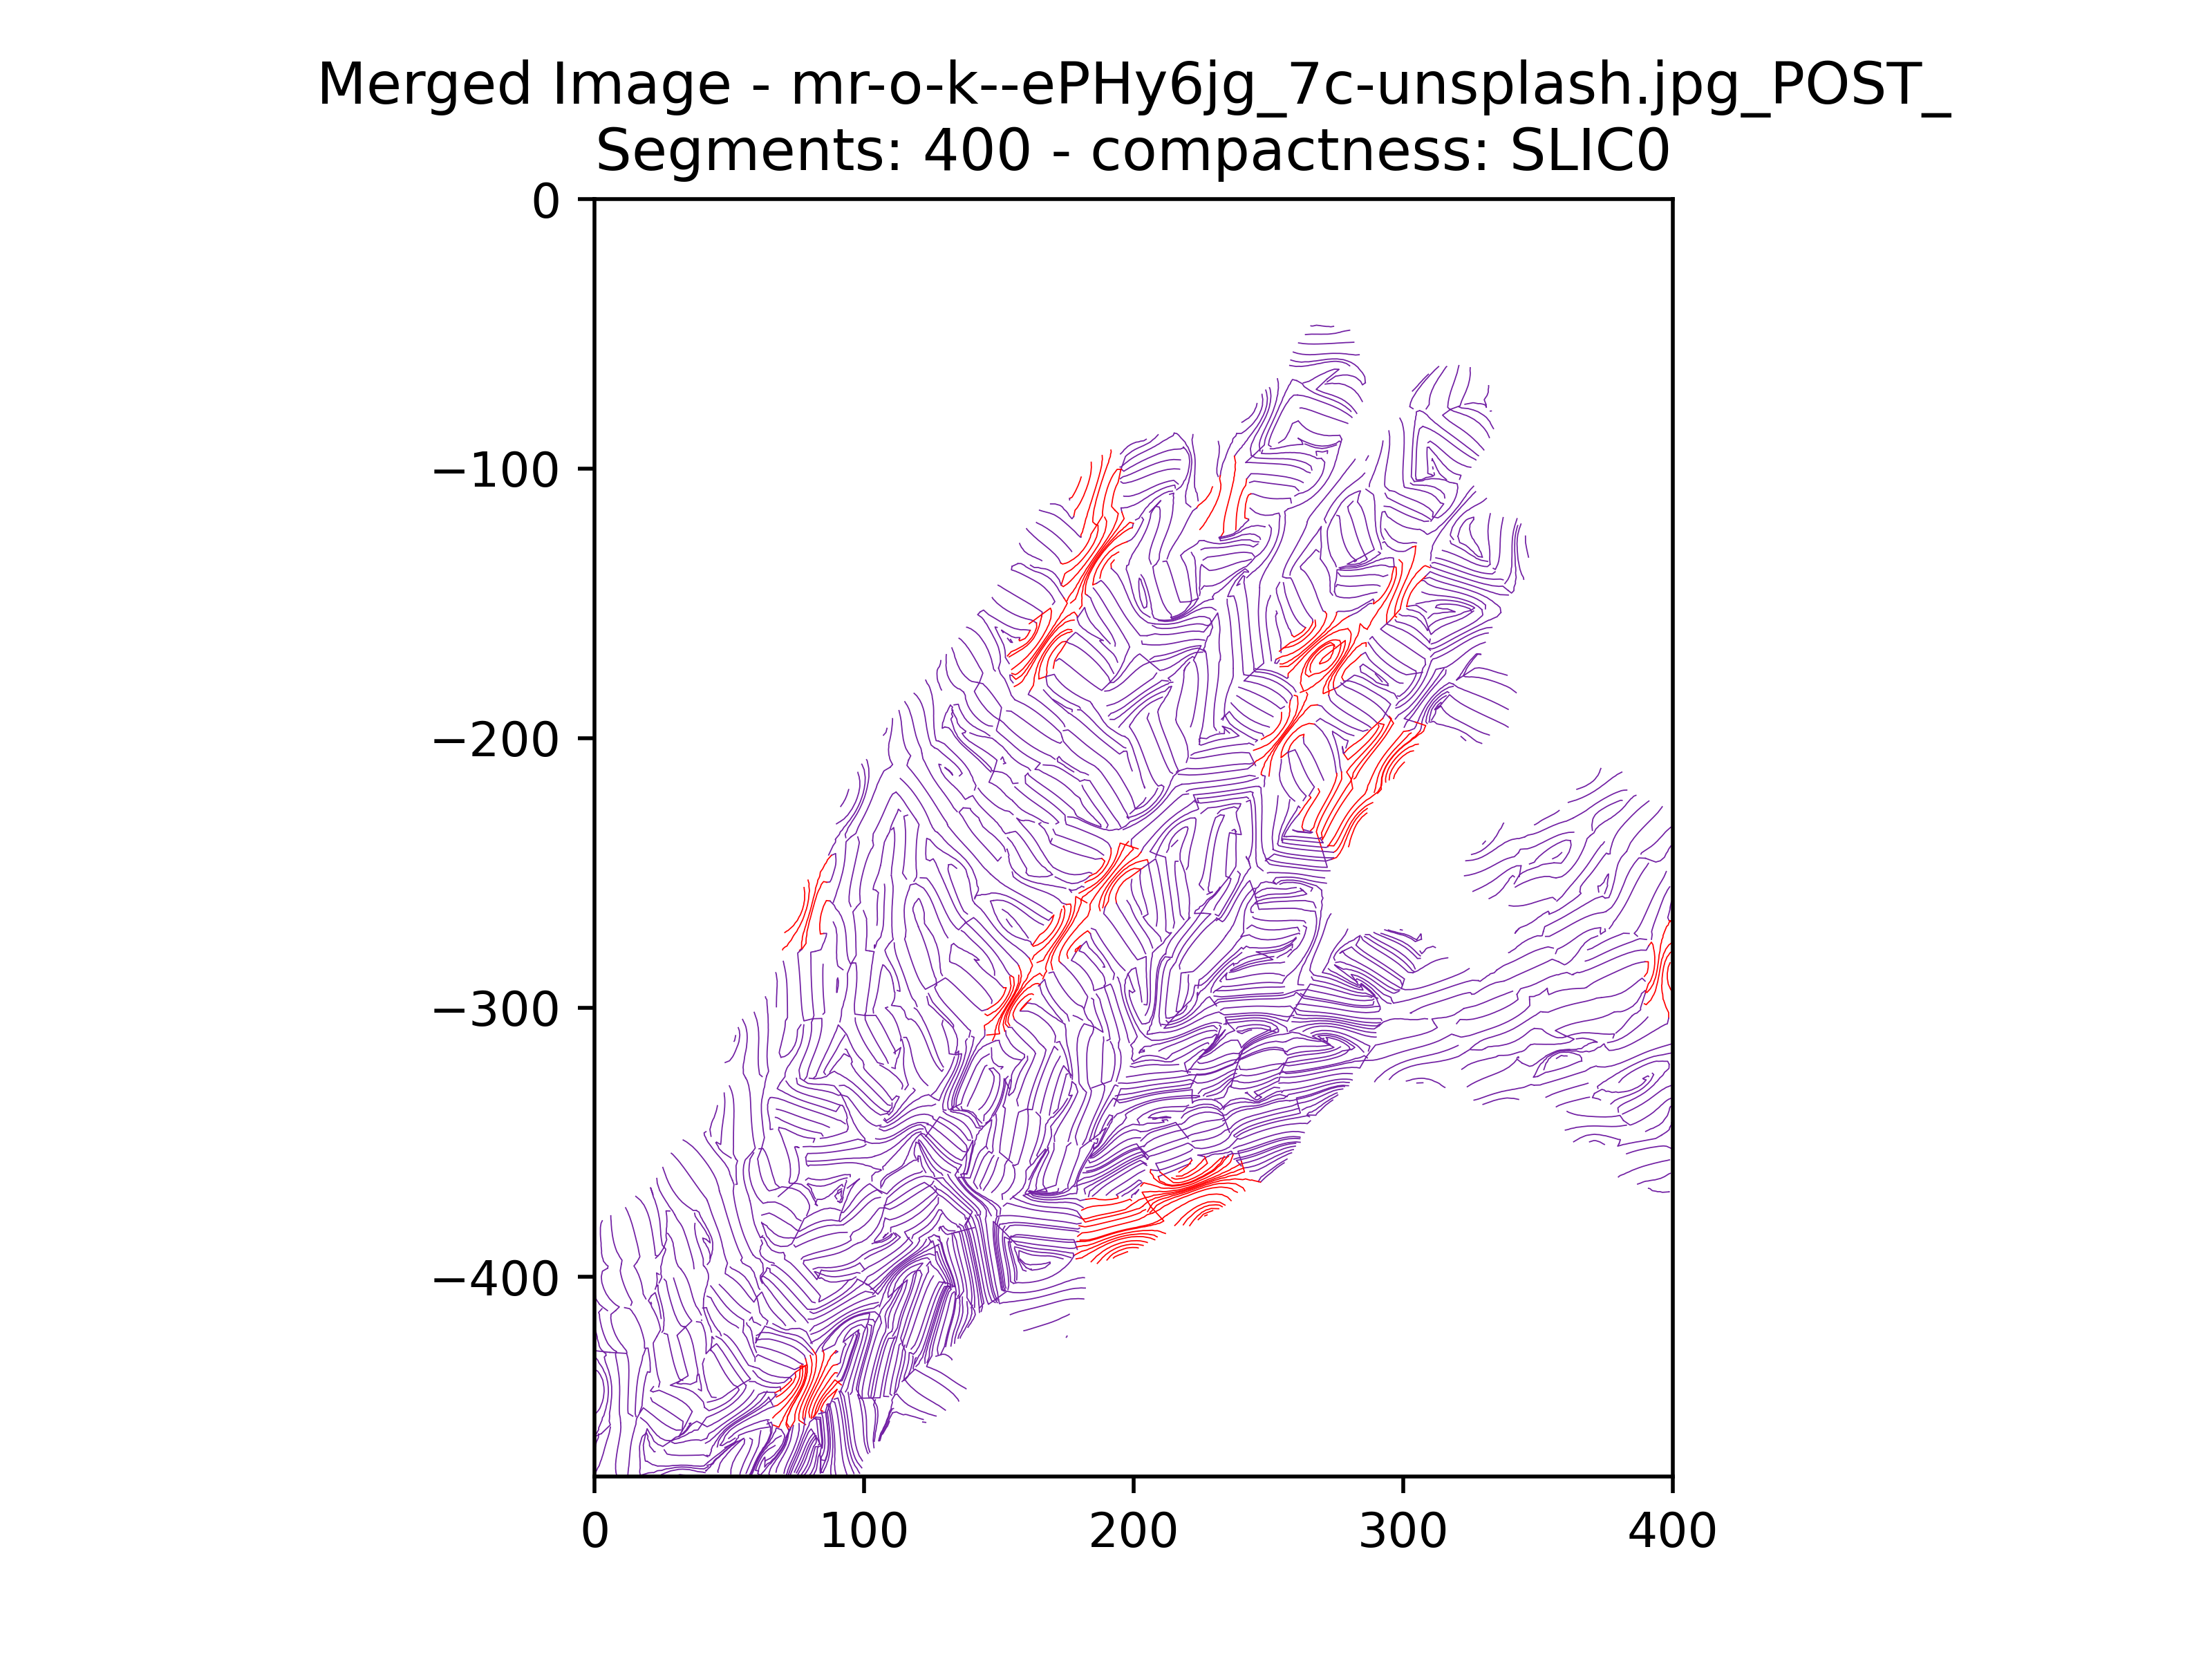 Merged Image - mr-o-k--ePHy6jg_7c-unsplash.jpg_POST_
Segments: 400 - compactness: SLIC0
0
−100
−200
−300
−400
0 100 200 300 400